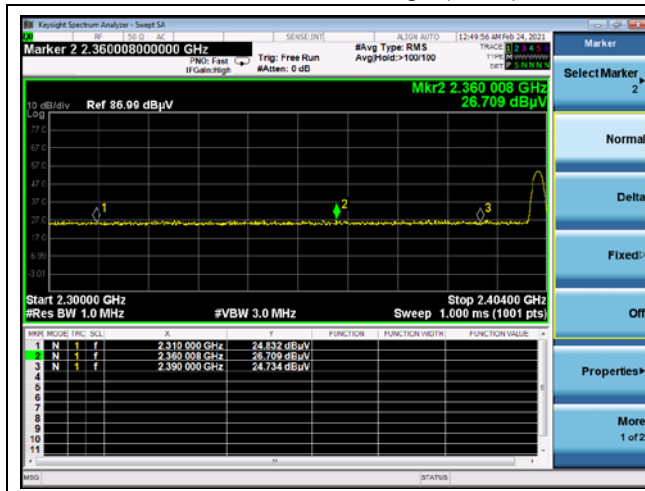 Keysight Spectrum Analyzer - Swept SA
RF 50 Ω AC SENSE:INT ALIGN AUTO 12:49:56 AM Feb 24, 2021
Marker 2 2.360008000000 GHz
PNO: Fast
IFGain:High
Trig: Free Run
#Atten: 0 dB
#Avg Type: RMS
Avg|Hold:>100/100
TRACE 1 2 3 4 5 6
TYPE M WWWWW
DET P S N N N N
Mkr2 2.360 008 GHz
26.709 dBµV
10 dB/div Ref 86.99 dBµV
Log
77.0
67.0
57.0
47.0
37.0
27.0
17.0
6.99
-3.01
1
2
3
Start 2.30000 GHz
Stop 2.40400 GHz
#Res BW 1.0 MHz
#VBW 3.0 MHz
Sweep 1.000 ms (1001 pts)
MKR MODE TRC SCL X Y FUNCTION FUNCTION WIDTH FUNCTION VALUE
1 N 1 f 2.310 000 GHz 24.832 dBµV
2 N 1 f 2.360 008 GHz 26.709 dBµV
3 N 1 f 2.390 000 GHz 24.734 dBµV
4
5
6
7
8
9
10
11
MSG
STATUS
Marker
Select Marker
2
Normal
Delta
Fixed
Off
Properties
More
1 of 2